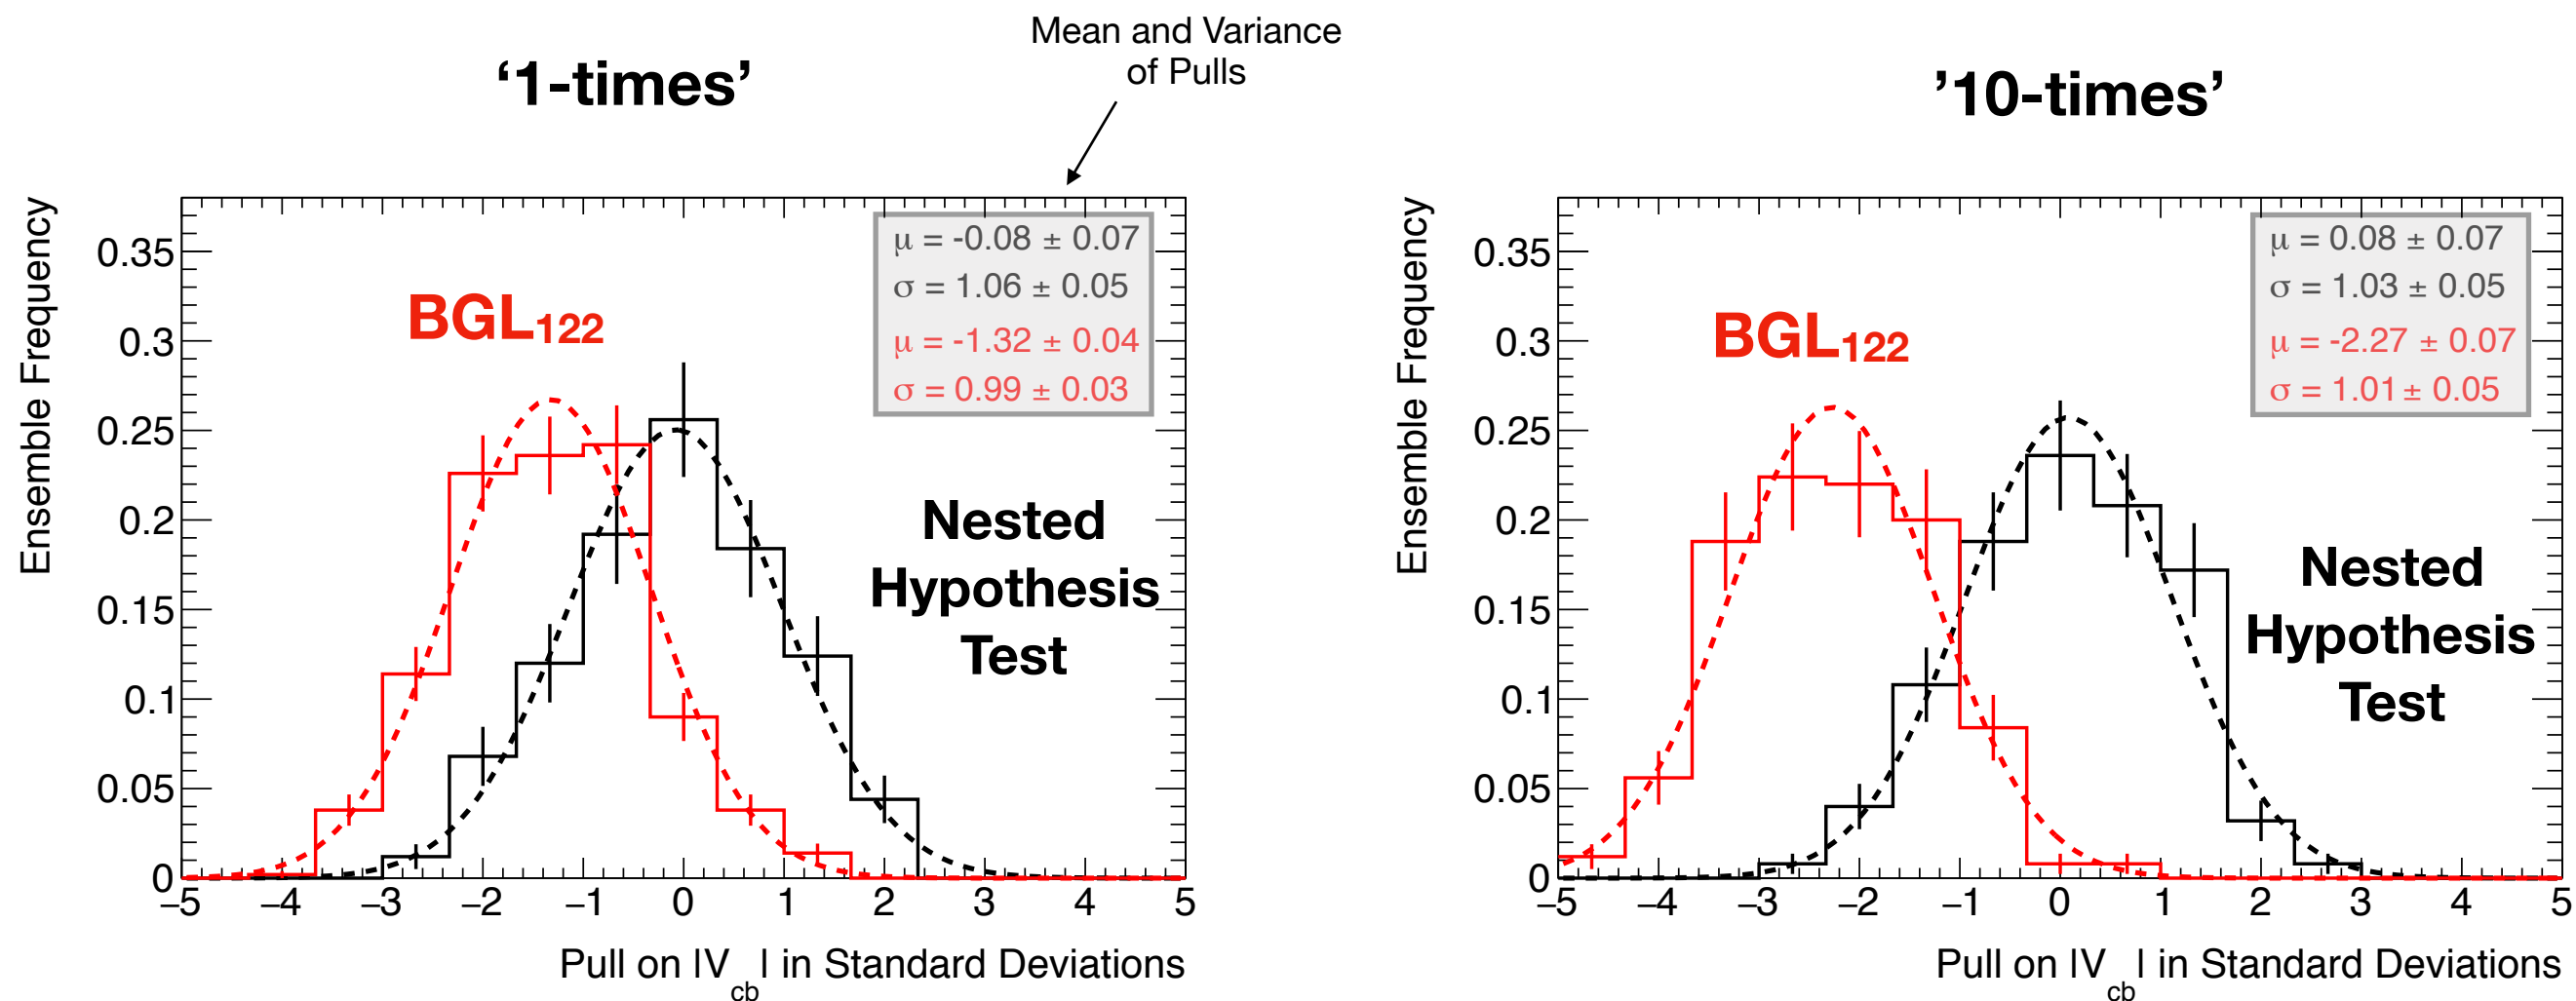 Mean and Variance
of Pulls
‘1-times’
’10-times’
Ensemble Frequency
0.35
0.3
0.25
0.2
0.15
0.1
0.05
0
BGL122
μ = -0.08 ± 0.07
σ = 1.06 ± 0.05
μ = -1.32 ± 0.04
σ = 0.99 ± 0.03
Nested
Hypothesis
Test
−5 −4 −3 −2 −1 0 1 2 3 4 5
Pull on |Vcb| in Standard Deviations
Ensemble Frequency
0.35
0.3
0.25
0.2
0.15
0.1
0.05
0
BGL122
μ = 0.08 ± 0.07
σ = 1.03 ± 0.05
μ = -2.27 ± 0.07
σ = 1.01 ± 0.05
Nested
Hypothesis
Test
−5 −4 −3 −2 −1 0 1 2 3 4 5
Pull on |Vcb| in Standard Deviations